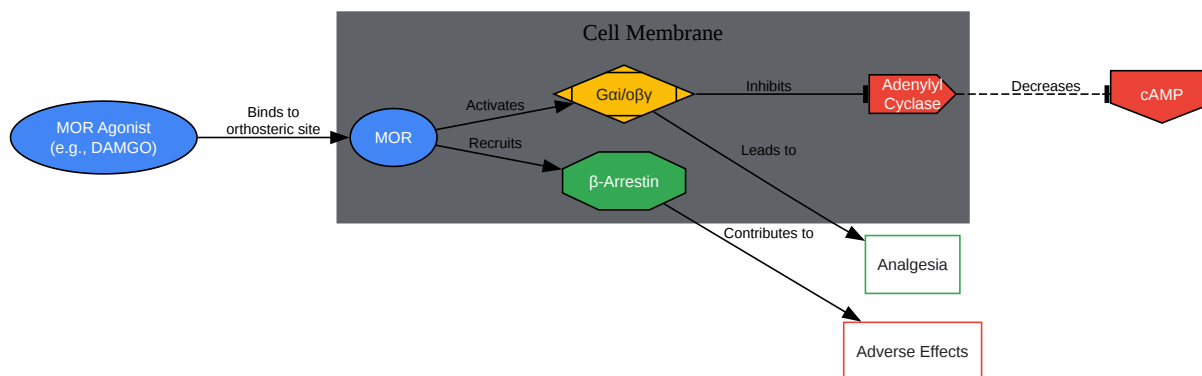 Cell Membrane
MOR Agonist
(e.g., DAMGO)
Binds to
orthosteric site
MOR
Activates
Recruits
Gαi/oβγ
β-Arrestin
Inhibits
Adenylyl
Cyclase
Decreases
cAMP
Leads to
Contributes to
Analgesia
Adverse Effects